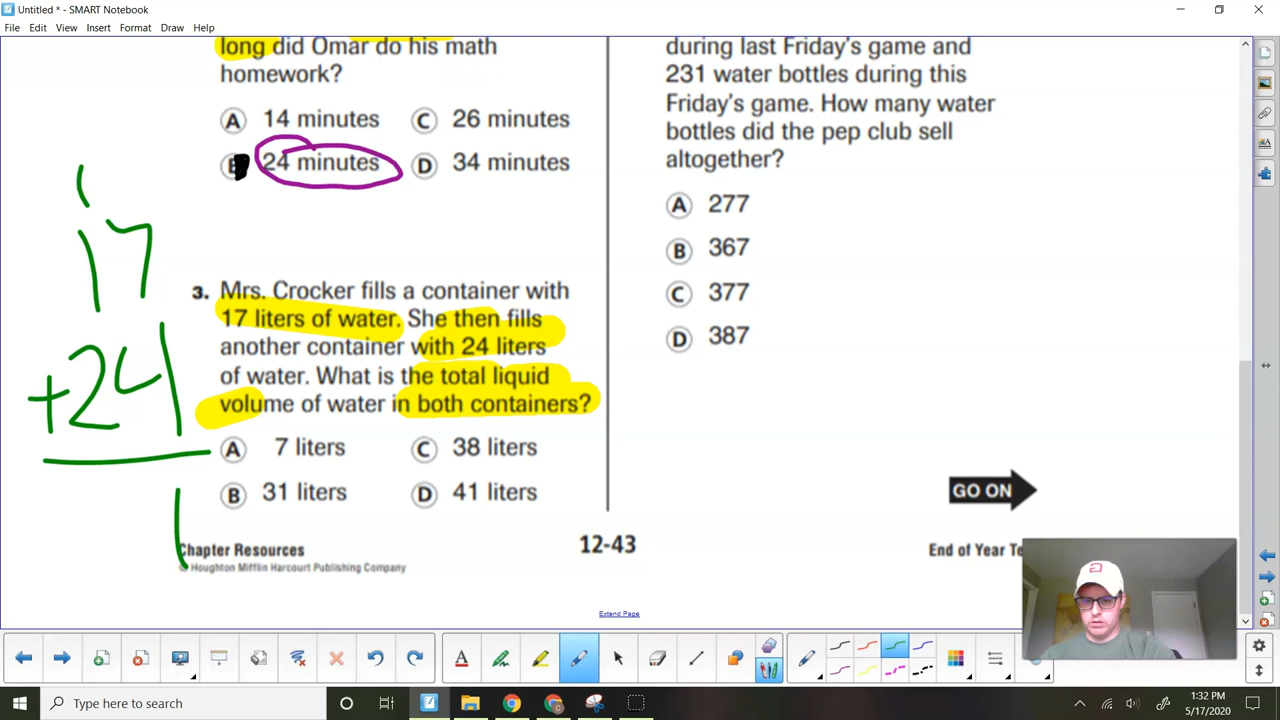 Untitled * - SMART Notebook
File Edit View Insert Format Draw Help
long did Omar do his math
homework?
A 14 minutes C 26 minutes
24 minutes D 34 minutes
1
17
+24
1
3. Mrs. Crocker fills a container with
17 liters of water. She then fills
another container with 24 liters
of water. What is the total liquid
volume of water in both containers?
A 7 liters C 38 liters
B 31 liters D 41 liters
during last Friday's game and
231 water bottles during this
Friday's game. How many water
bottles did the pep club sell
altogether?
A 277
B 367
C 377
D 387
GO ON
Chapter Resources
© Houghton Mifflin Harcourt Publishing Company
12-43
End of Year Te
Extend Page
Type here to search
1:32 PM
5/17/2020